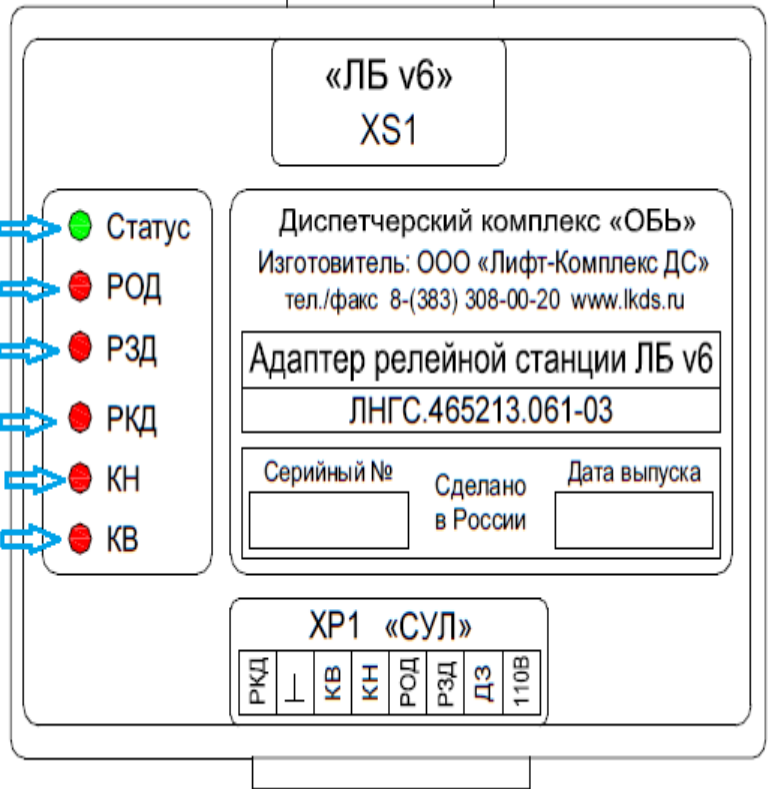 «ЛБ v6»
XS1
Статус
РОД
РЗД
РКД
КН
КВ
Диспетчерский комплекс «ОБЬ»
Изготовитель: ООО «Лифт-Комплекс ДС»
тел./факс 8-(383) 308-00-20 www.lkds.ru
Адаптер релейной станции ЛБ v6
ЛНГС.465213.061-03
Серийный №
Сделано
в России
Дата выпуска
XP1 «СУЛ»
РКД ⊥ КВ КН РОД РЗД ДЗ 110В